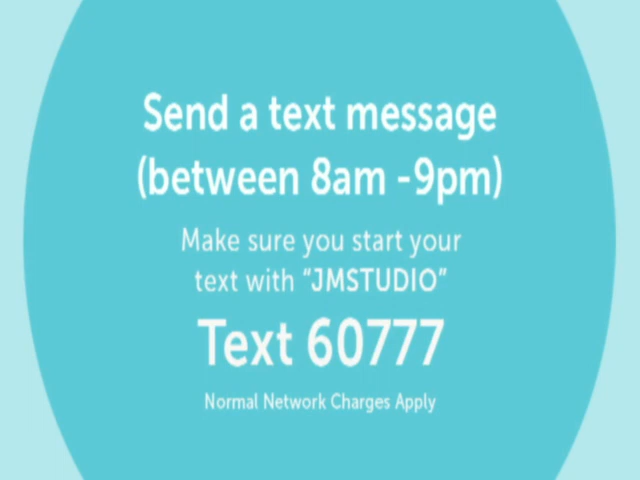 Send a text message
(between 8am -9pm)
Make sure you start your
text with “JMSTUDIO”
Text 60777
Normal Network Charges Apply